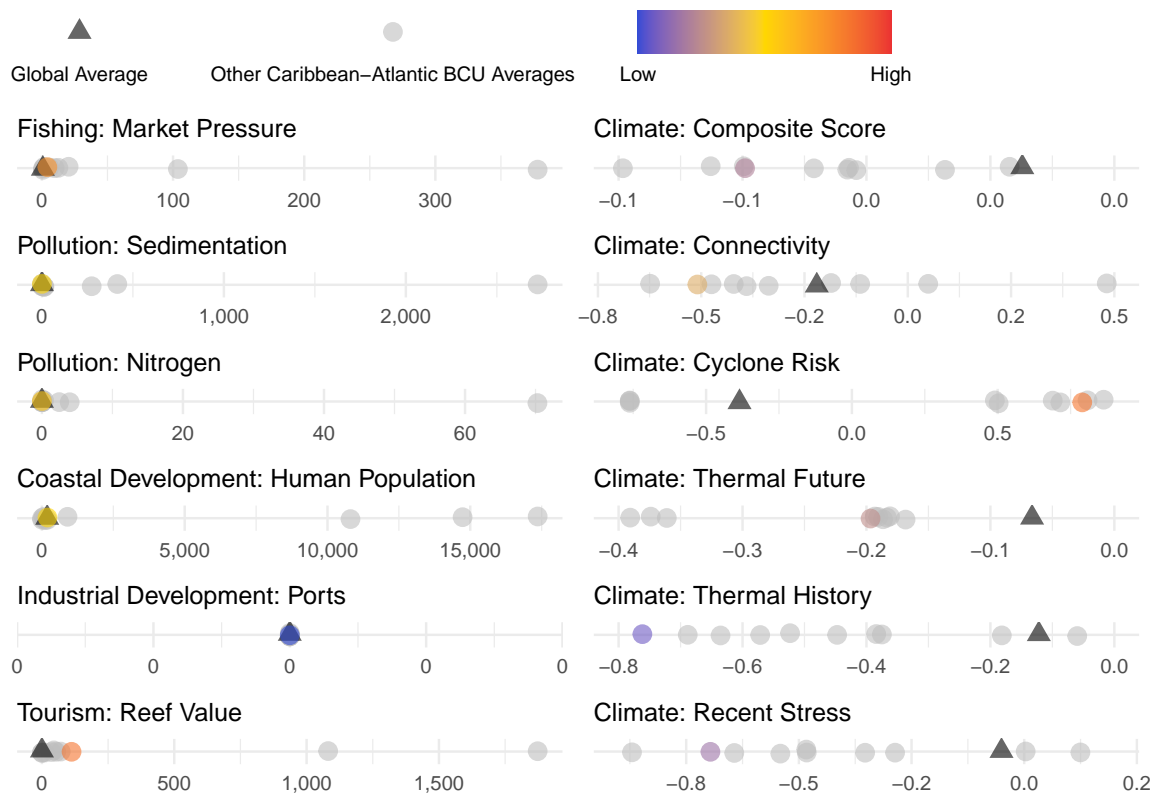 Global Average
Other Caribbean−Atlantic BCU Averages
Low
High
Fishing: Market Pressure
0 100 200 300
Pollution: Sedimentation
0 1,000 2,000
Pollution: Nitrogen
0 20 40 60
Coastal Development: Human Population
0 5,000 10,000 15,000
Industrial Development: Ports
0 0 0 0 0
Tourism: Reef Value
0 500 1,000 1,500
Climate: Composite Score
−0.1 −0.1 0.0 0.0 0.0
Climate: Connectivity
−0.8 −0.5 −0.2 0.0 0.2 0.5
Climate: Cyclone Risk
−0.5 0.0 0.5
Climate: Thermal Future
−0.4 −0.3 −0.2 −0.1 0.0
Climate: Thermal History
−0.8 −0.6 −0.4 −0.2 0.0
Climate: Recent Stress
−0.8 −0.5 −0.2 0.0 0.2